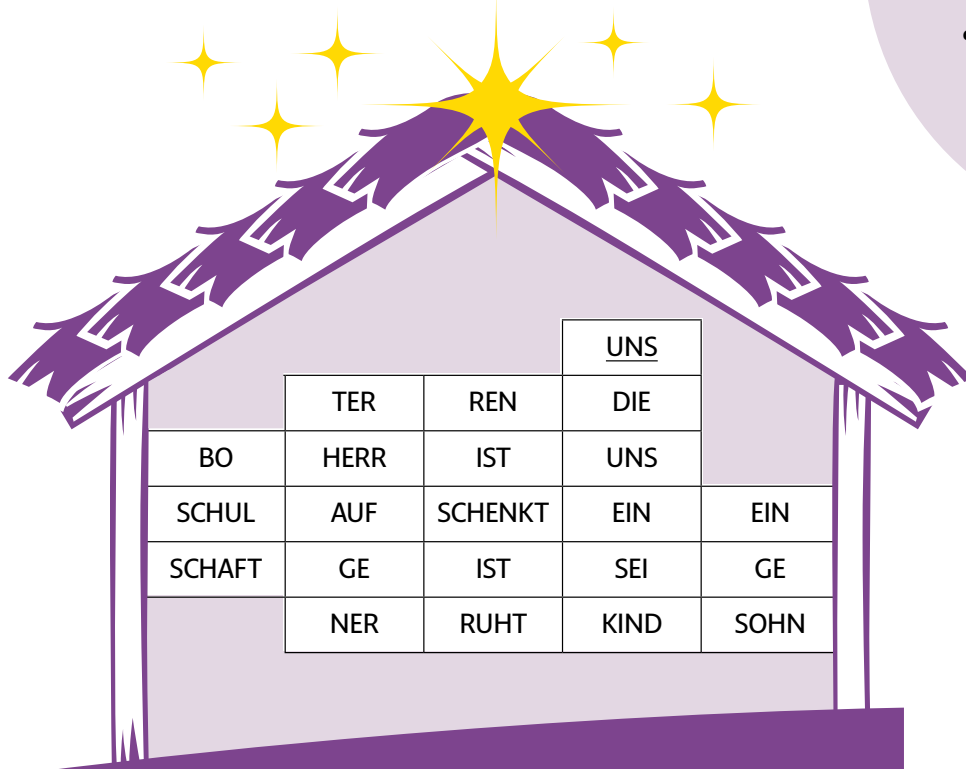 UNS
TER REN DIE
BO HERR IST UNS
SCHUL AUF SCHENKT EIN EIN
SCHAFT GE IST SEI GE
NER RUHT KIND SOHN